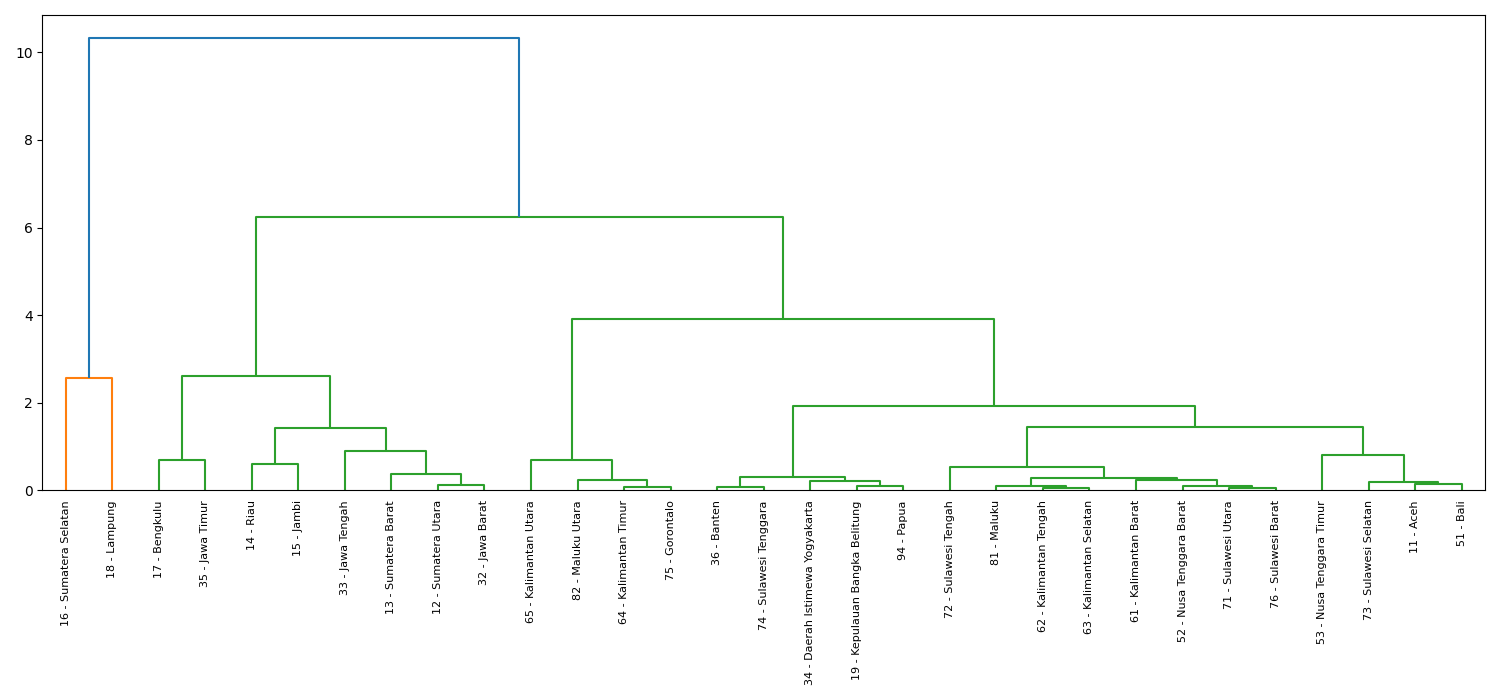 10
8
6
4
2
0
16 - Sumatera Selatan
18 - Lampung
17 - Bengkulu
35 - Jawa Timur
14 - Riau
15 - Jambi
33 - Jawa Tengah
13 - Sumatera Barat
12 - Sumatera Utara
32 - Jawa Barat
65 - Kalimantan Utara
82 - Maluku Utara
64 - Kalimantan Timur
75 - Gorontalo
36 - Banten
74 - Sulawesi Tenggara
34 - Daerah Istimewa Yogyakarta
19 - Kepulauan Bangka Belitung
94 - Papua
72 - Sulawesi Tengah
81 - Maluku
62 - Kalimantan Tengah
63 - Kalimantan Selatan
61 - Kalimantan Barat
52 - Nusa Tenggara Barat
71 - Sulawesi Utara
76 - Sulawesi Barat
53 - Nusa Tenggara Timur
73 - Sulawesi Selatan
11 - Aceh
51 - Bali